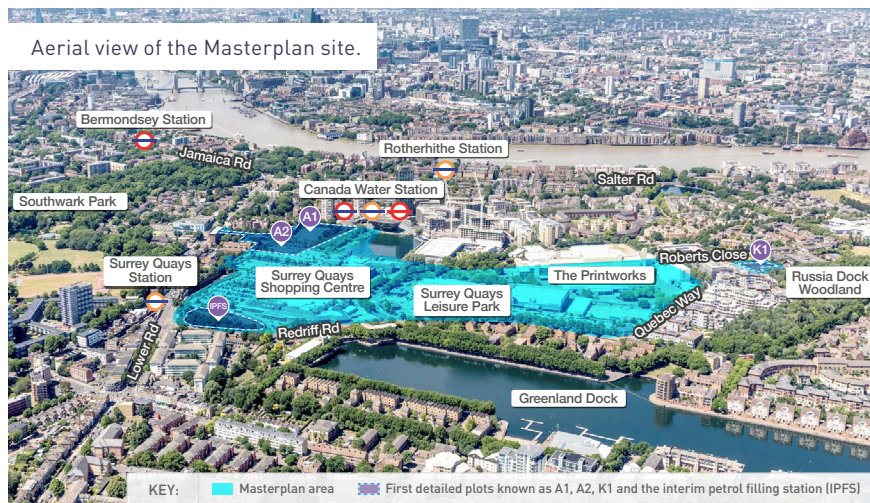 Aerial view of the Masterplan site.
Bermondsey Station
Jamaica Rd
Rotherhithe Station
Salter Rd
Canada Water Station
Southwark Park
A1
A2
Roberts Close
K1
Surrey Quays
Station
Surrey Quays
Shopping Centre
The Printworks
Russia Dock
Woodland
Surrey Quays
Leisure Park
IPFS
Quebec Way
Redriff Rd
Lower Rd
Greenland Dock
KEY:
Masterplan area
First detailed plots known as A1, A2, K1 and the interim petrol filling station (IPFS)